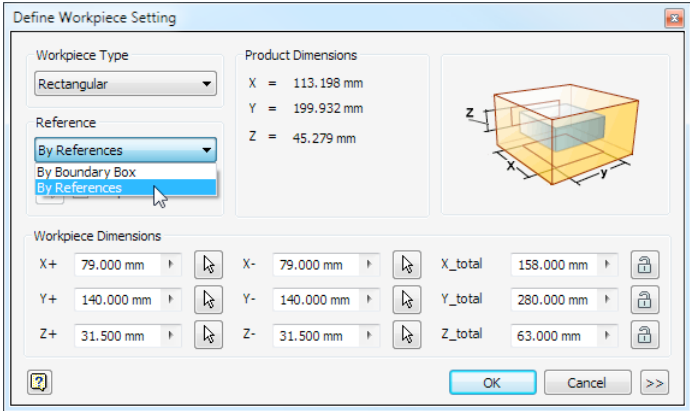 Define Workpiece Setting
Workpiece Type
Rectangular
Reference
By References
By Boundary Box
By References
Product Dimensions
X = 113.198 mm
Y = 199.932 mm
Z = 45.279 mm
Z
X
y
Workpiece Dimensions
X+ 79.000 mm X- 79.000 mm X_total 158.000 mm
Y+ 140.000 mm Y- 140.000 mm Y_total 280.000 mm
Z+ 31.500 mm Z- 31.500 mm Z_total 63.000 mm
? OK Cancel >>